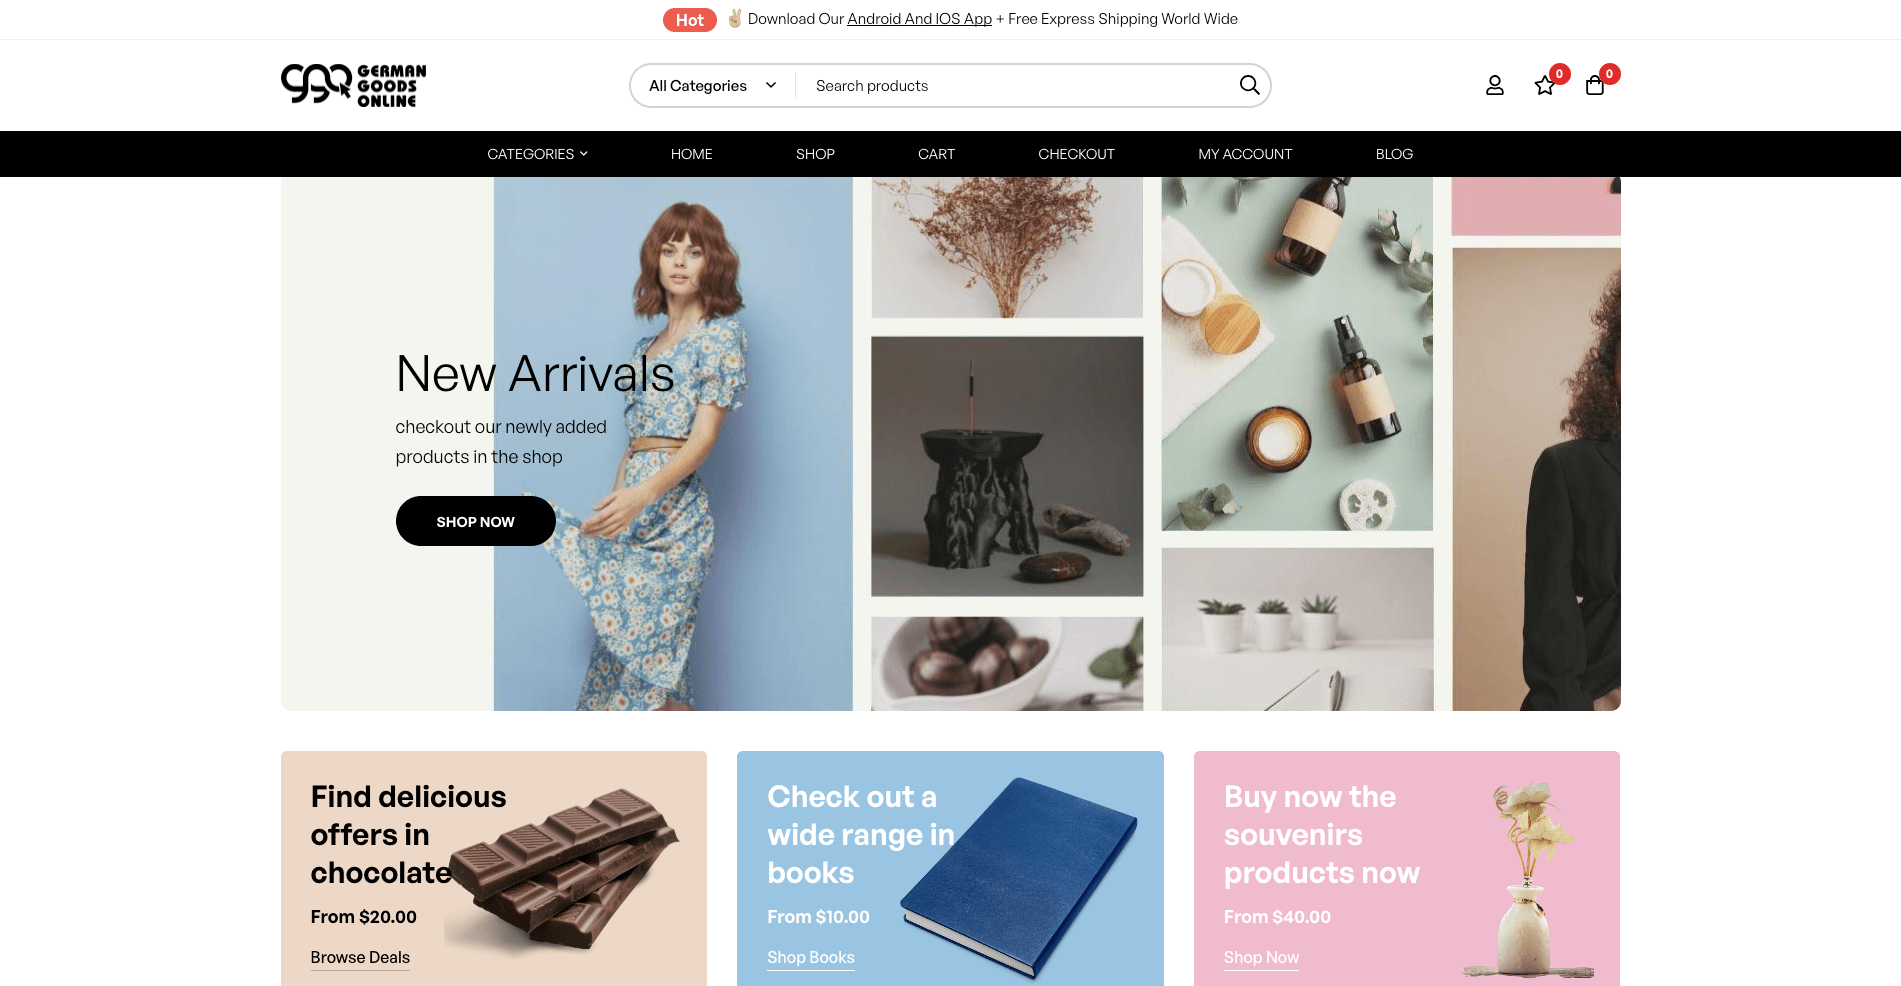 Hot ✌🏼 Download Our Android And IOS App + Free Express Shipping World Wide
GERMAN
GOODS
ONLINE
All Categories
Search products
0
0
CATEGORIES
HOME
SHOP
CART
CHECKOUT
MY ACCOUNT
BLOG
New Arrivals
checkout our newly added
products in the shop
SHOP NOW
Find delicious
offers in
chocolate
From $20.00
Browse Deals
Check out a
wide range in
books
From $10.00
Shop Books
Buy now the
souvenirs
products now
From $40.00
Shop Now